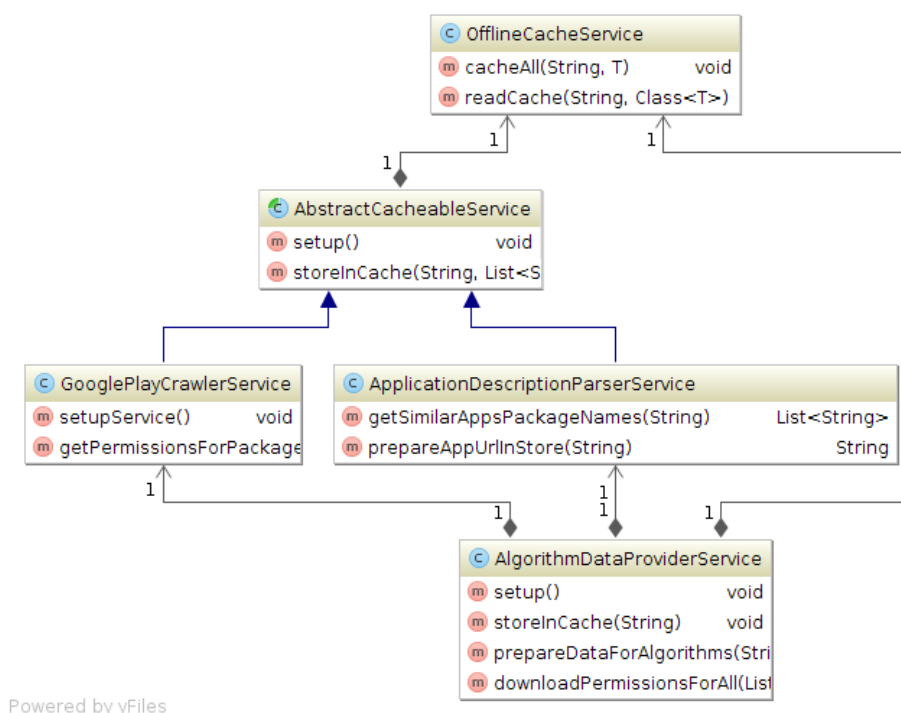 C OfflineCacheService
m cacheAll(String, T) void
m readCache(String, Class<T>)
1 1
1
C AbstractCacheableService
m setup() void
m storeInCache(String, List<S
C GooglePlayCrawlerService
m setupService() void
m getPermissionsForPackage
C ApplicationDescriptionParserService
m getSimilarAppsPackageNames(String) List<String>
m prepareAppUrlInStore(String) String
1 1
1 1
1
C AlgorithmDataProviderService
m setup() void
m storeInCache(String) void
m prepareDataForAlgorithms(Stri
m downloadPermissionsForAll(List
Powered by yFiles